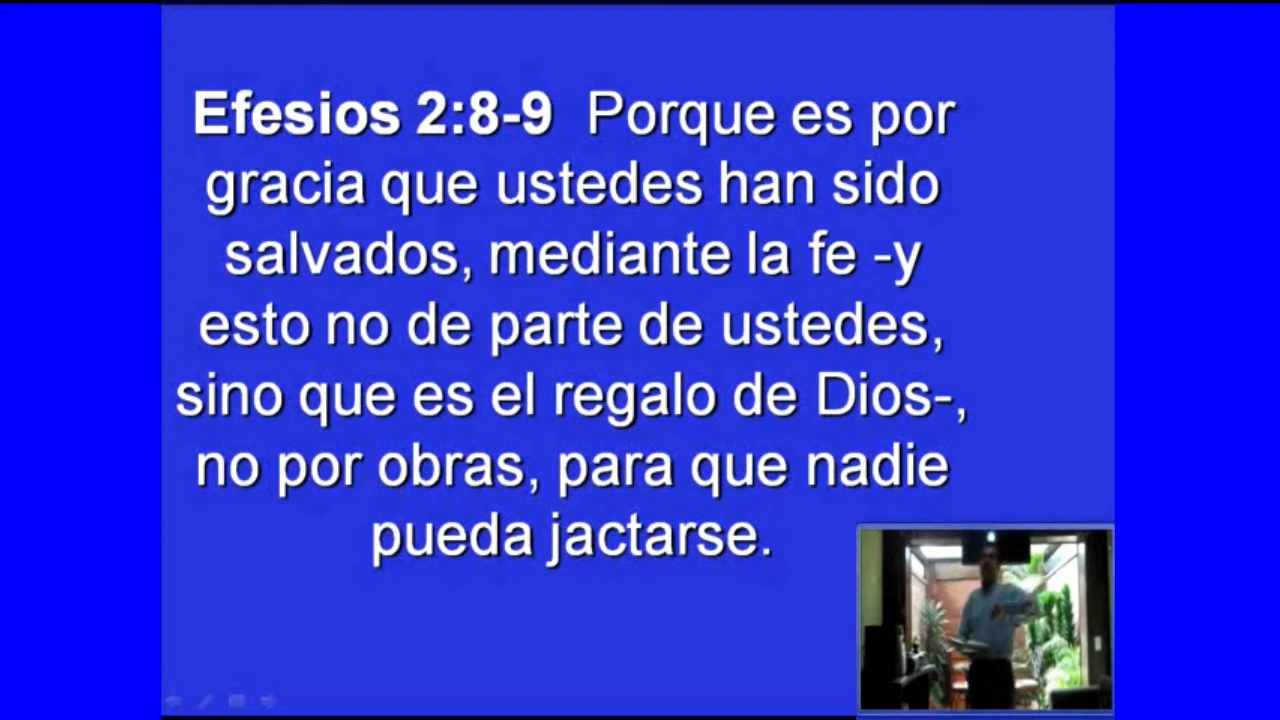 Efesios 2:8-9 Porque es por
gracia que ustedes han sido
salvados, mediante la fe -y
esto no de parte de ustedes,
sino que es el regalo de Dios-,
no por obras, para que nadie
pueda jactarse.